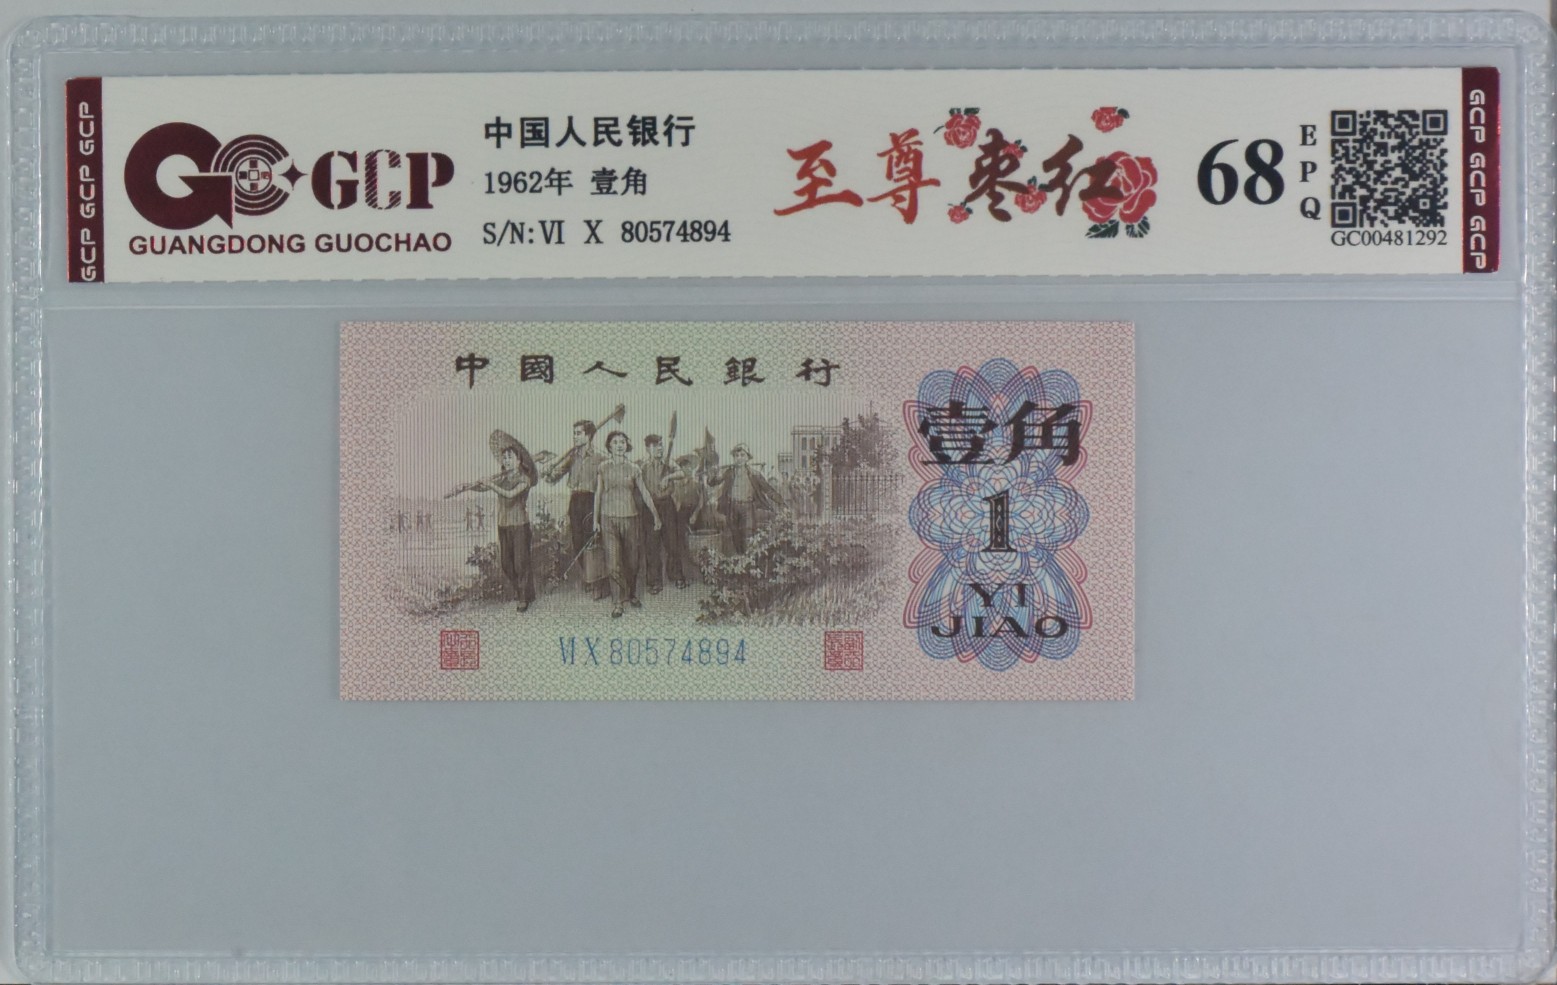 GCP GCP GCP
GCP
GUANGDONG GUOCHAO
中国人民银行
1962年 壹角
S/N:VI X 80574894
至尊枣红
68
EPQ
GC00481292
GCP GCP GCP
中國人民銀行
壹角
1
YI
JIAO
VI X 80574894